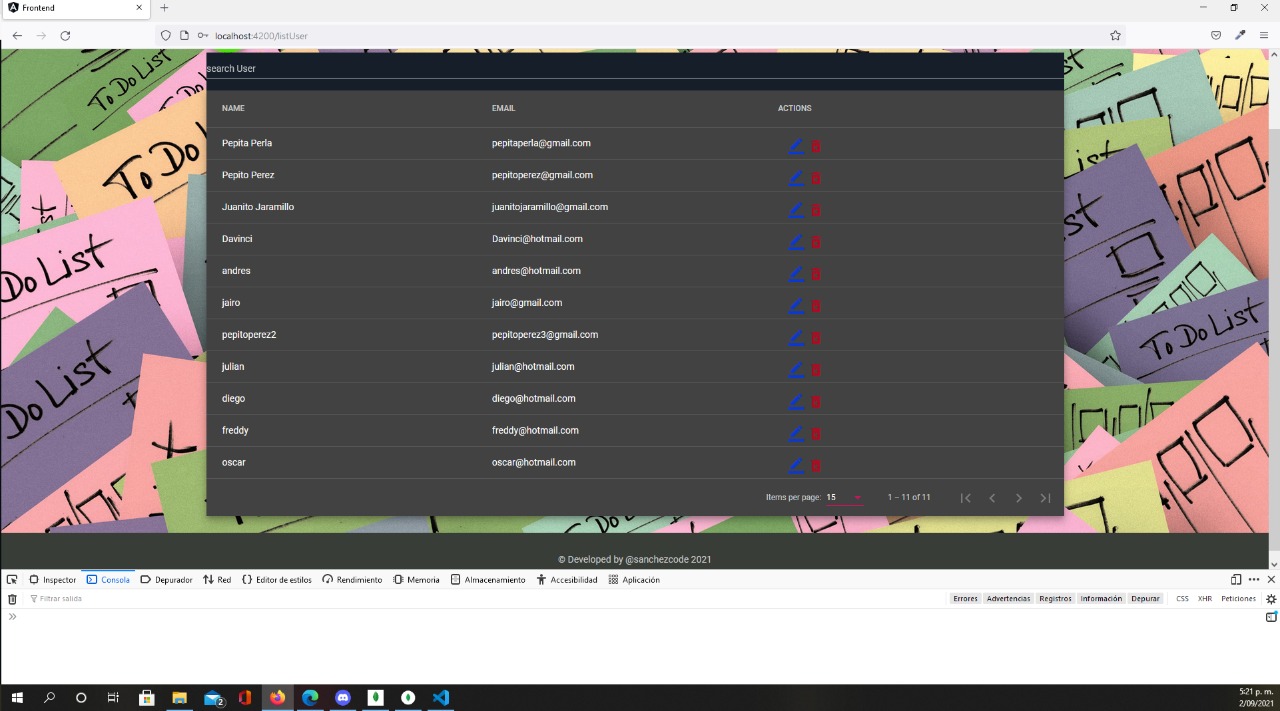 Frontend
localhost:4200/listUser
search User
NAME EMAIL ACTIONS
Pepita Perla pepitaperla@gmail.com
Pepito Perez pepitoperez@gmail.com
Juanito Jaramillo juanitojaramillo@gmail.com
Davinci Davinci@hotmail.com
andres andres@hotmail.com
jairo jairo@gmail.com
pepitoperez2 pepitoperez3@gmail.com
julian julian@hotmail.com
diego diego@hotmail.com
freddy freddy@hotmail.com
oscar oscar@hotmail.com
Items per page: 15 1 – 11 of 11
To Do List
To Do
Do List
Do List
List
To Do List
© Developed by @sanchezcode 2021
Inspector Consola Depurador Red Editor de estilos Rendimiento Memoria Almacenamiento Accesibilidad Aplicación
Filtrar salida Errores Advertencias Registros Información Depurar CSS XHR Peticiones
2
5:21 p. m.
2/09/2021